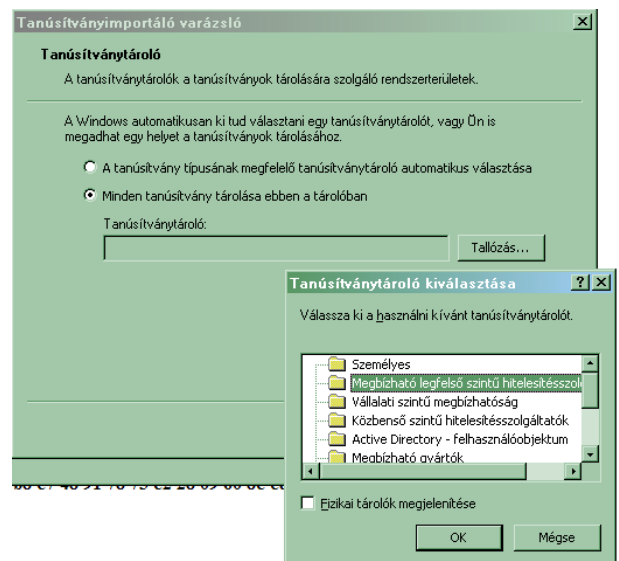 Tanúsítványimportáló varázsló
Tanúsítványtároló
A tanúsítványtárolók a tanúsítványok tárolására szolgáló rendszerterületek.
A Windows automatikusan ki tud választani egy tanúsítványtárolót, vagy Ön is
megadhat egy helyet a tanúsítványok tárolásához.
A tanúsítvány típusának megfelelő tanúsítványtároló automatikus választása
Minden tanúsítvány tárolása ebben a tárolóban
Tanúsítványtároló:
Tallózás...
Tanúsítványtároló kiválasztása
Válassza ki a használni kívánt tanúsítványtárolót.
Személyes
Megbízható legfelső szintű hitelesítésszol
Vállalati szintű megbízhatóság
Közbenső szintű hitelesítésszolgáltatók
Active Directory - felhasználóobjektum
Megbízható gyártók
Fizikai tárolók megjelenítése
OK
Mégse